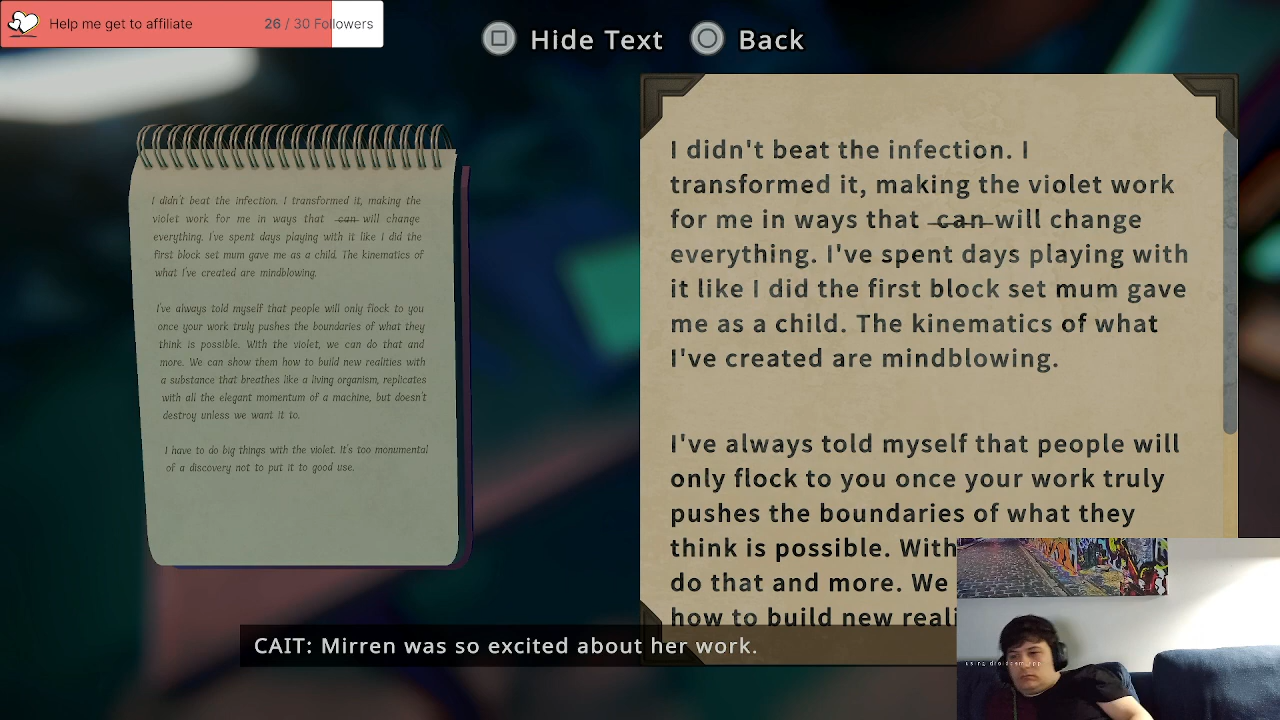 Help me get to affiliate
26 / 30 Followers
Hide Text
Back
I didn't beat the infection. I transformed it, making the
violet work for me in ways that can will change
everything. I've spent days playing with it like I did the
first block set mum gave me as a child. The kinematics of
what I've created are mindblowing.
I've always told myself that people will only flock to you
once your work truly pushes the boundaries of what they
think is possible. With the violet, we can do that and
more. We can show them how to build new realities with
a substance that breathes like a living organism, replicates
with all the elegant momentum of a machine, but doesn't
destroy unless we want it to.
I have to do big things with the violet. It's too monumental
of a discovery not to put it to good use.
I didn't beat the infection. I
transformed it, making the violet work
for me in ways that can will change
everything. I've spent days playing with
it like I did the first block set mum gave
me as a child. The kinematics of what
I've created are mindblowing.
I've always told myself that people will
only flock to you once your work truly
pushes the boundaries of what they
think is possible. With
do that and more. We
how to build new reali
CAIT: Mirren was so excited about her work.